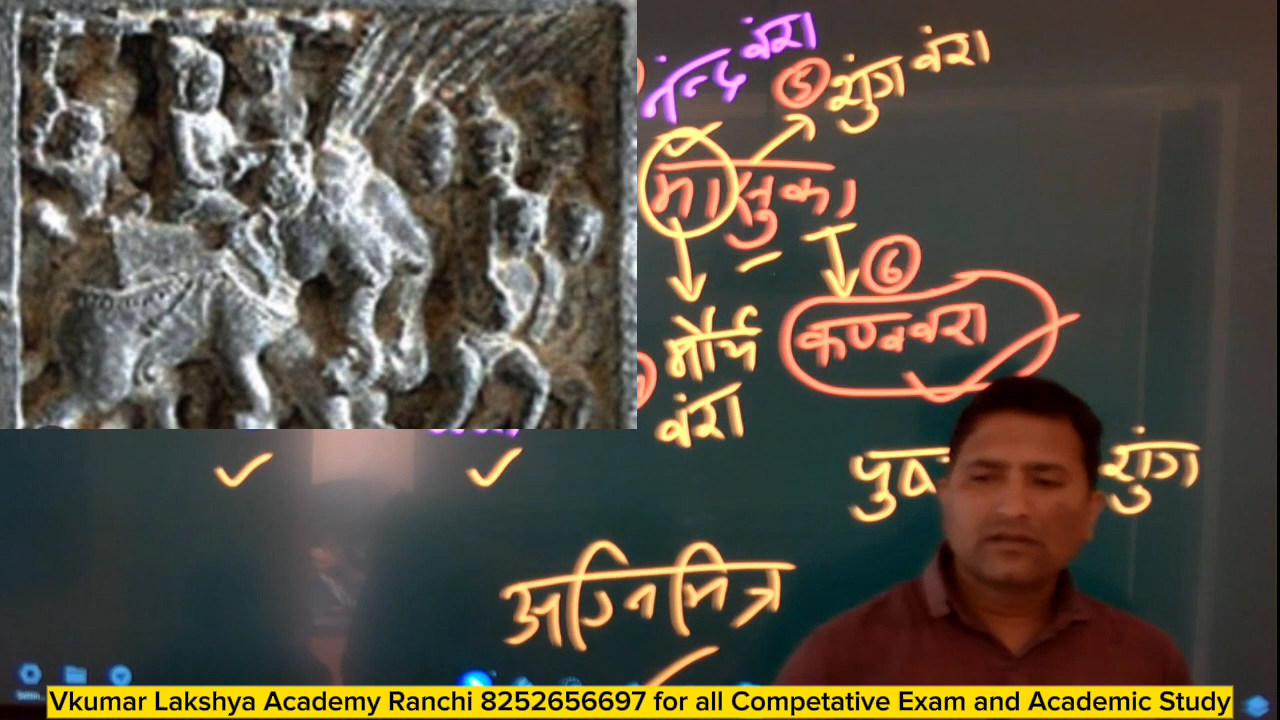 नन्द वंश
⑤ शुंग वंश
मासुका
⑥
मौर्य
वंश
कण्व वंश
शुंग
अग्निमित्र
Vkumar Lakshya Academy Ranchi 8252656697 for all Competative Exam and Academic Study